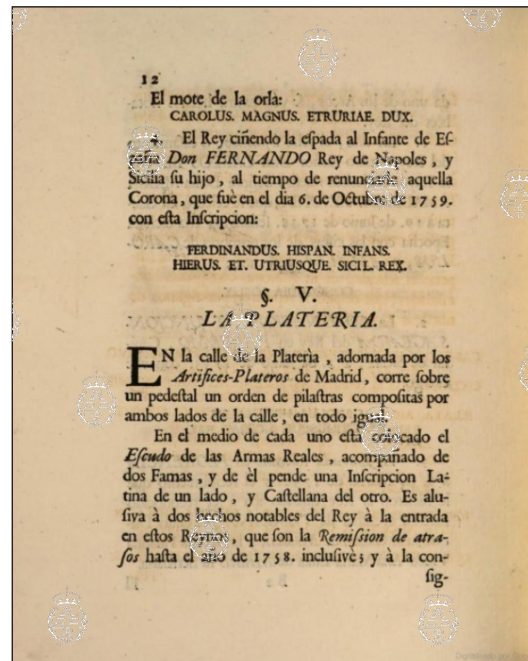 12
El mote de la orla:
CAROLUS. MAGNUS. ETRURIAE. DUX.
4. El Rey ciñendo la eſpada al Infante de Eſ-
paña Don FERNANDO Rey de Napoles, y
Sicilia ſu hijo, al tiempo de renunciarle aquella
Corona, que fuè en el dia 6. de Octubre de 1759.
con eſta Inſcripcion:
FERDINANDUS. HISPAN. INFANS.
HIERUS. ET. UTRIUSQUE. SICIL. REX.
§. V.
LA PLATERIA.
EN la calle de la Platerìa, adornada por los
Artifices-Plateros de Madrid, corre ſobre
un pedeſtal un orden de pilaſtras compoſitas por
ambos lados de la calle, en todo igual.
En el medio de cada uno eſtà colocado el
Eſcudo de las Armas Reales, acompañado de
dos Famas, y de èl pende una Inſcripcion La-
tina de un lado, y Caſtellana del otro. Es alu-
ſiva à dos hechos notables del Rey à la entrada
en eſtos Reynos, que ſon la Remiſsion de atra-
ſos haſta el año de 1758. incluſivè; y à la con-
ſig-